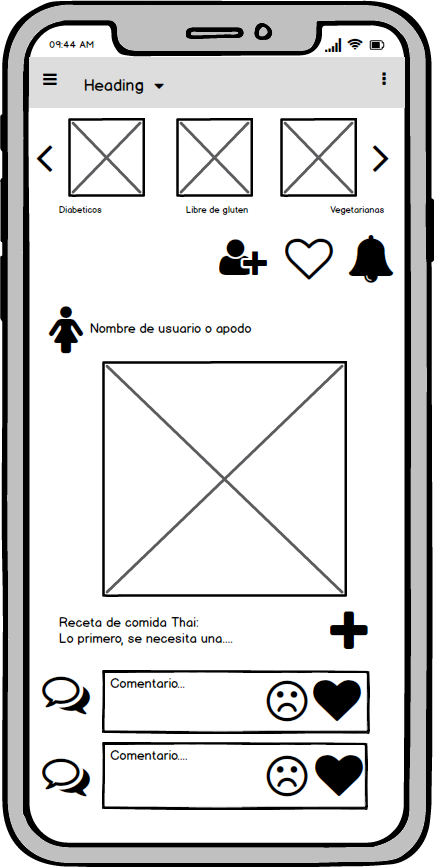 09:44 AM
Heading
Diabeticos
Libre de gluten
Vegetarianas
Nombre de usuario o apodo
Receta de comida Thai:
Lo primero, se necesita una....
Comentario...
Comentario....